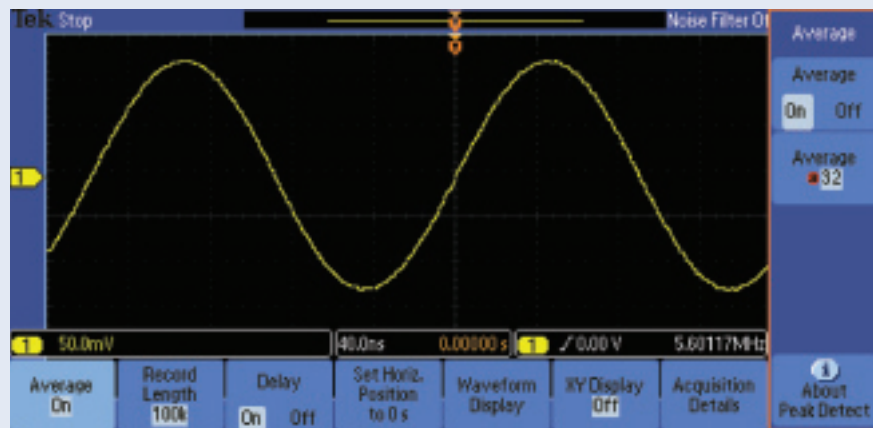 Tek Stop
Noise Filter Of
Average
Average
On Off
Average
a 32
1
1 50.0mV
40.0ns 0.00000 s
1 0.00 V 5.60117MHz
Average
On
Record
Length
100k
Delay
On Off
Set Horiz.
Position
to 0 s
Waveform
Display
XY Display
Off
Acquisition
Details
i
About
Peak Detect